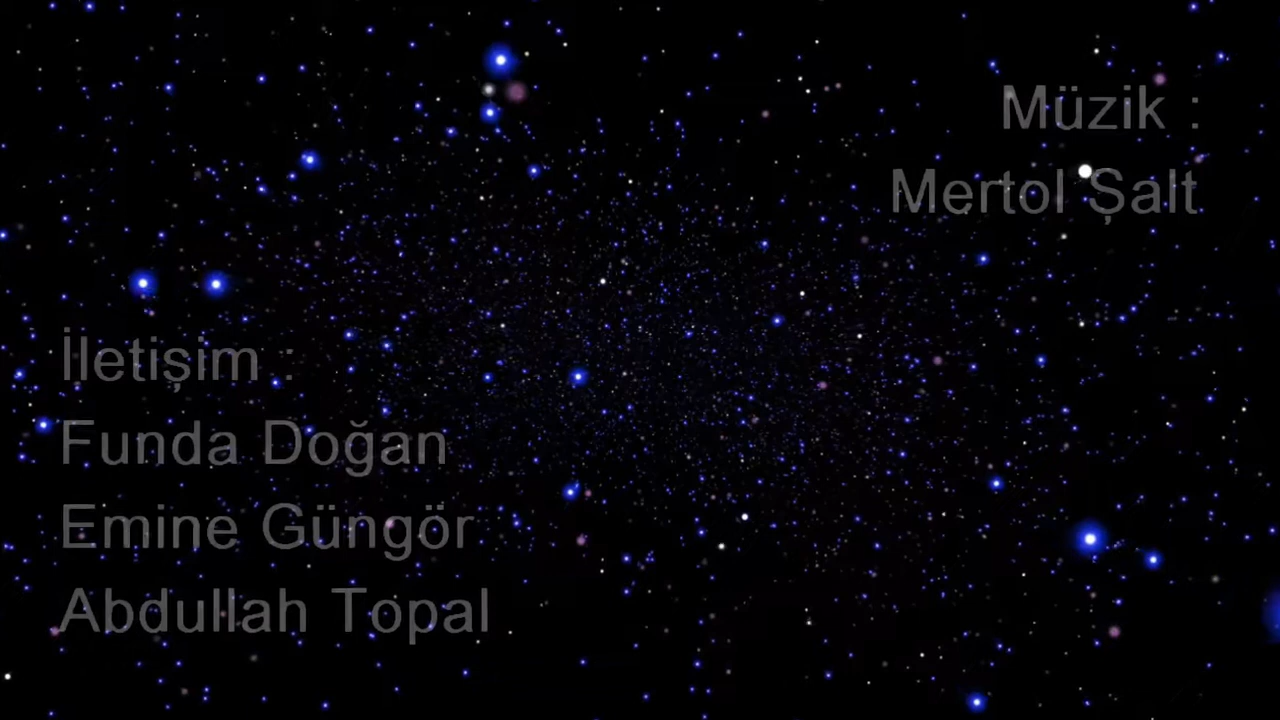 Müzik :
Mertol Şalt
İletişim :
Funda Doğan
Emine Güngör
Abdullah Topal